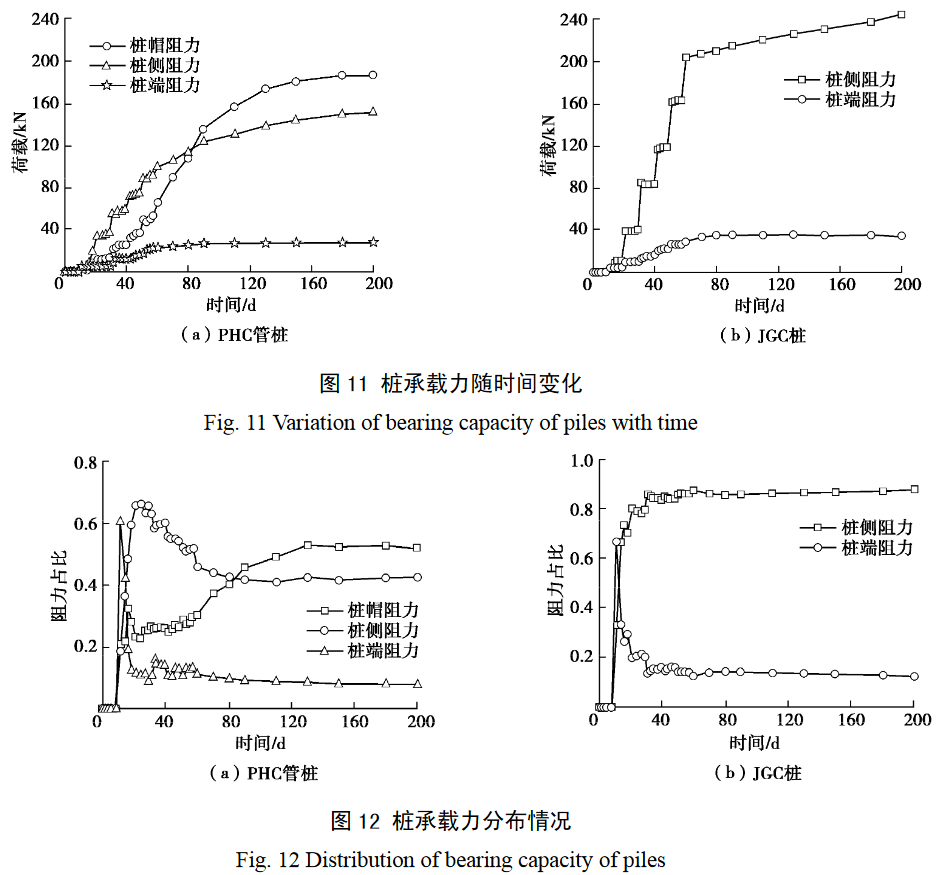 240
200
160
120
80
40
0
40
80
120
160
200
荷载/kN
桩帽阻力
桩侧阻力
桩端阻力
时间/d
(a)PHC管桩
240
200
160
120
80
40
0
40
80
120
160
200
荷载/kN
桩侧阻力
桩端阻力
时间/d
(b)JGC桩
图 11 桩承载力随时间变化
Fig. 11 Variation of bearing capacity of piles with time
0.8
0.6
0.4
0.2
0
40
80
120
160
200
阻力占比
桩帽阻力
桩侧阻力
桩端阻力
时间/d
(a)PHC管桩
1.0
0.8
0.6
0.4
0.2
0
40
80
120
160
200
阻力占比
桩侧阻力
桩端阻力
时间/d
(b)JGC桩
图 12 桩承载力分布情况
Fig. 12 Distribution of bearing capacity of piles